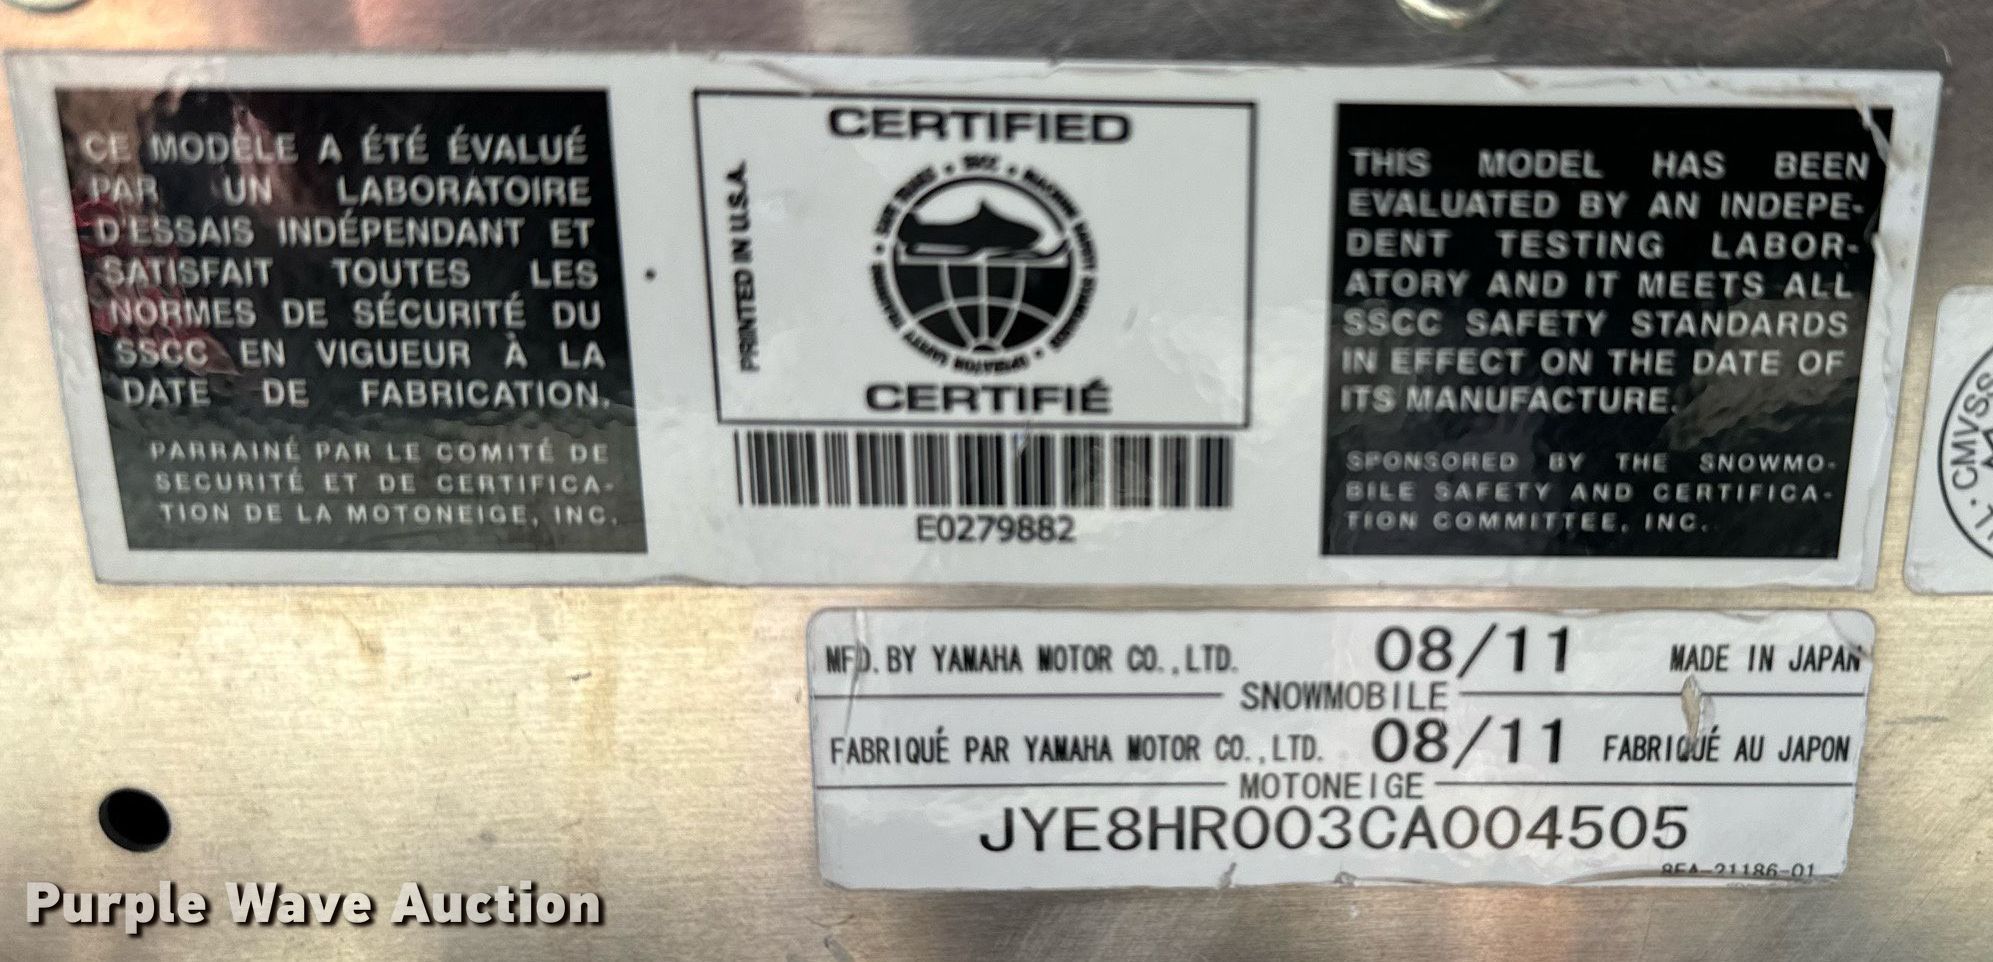 CE MODÈLE A ÉTÉ ÉVALUÉ
PAR UN LABORATOIRE
D'ESSAIS INDÉPENDANT ET
SATISFAIT TOUTES LES
NORMES DE SÉCURITÉ DU
SSCC EN VIGUEUR À LA
DATE DE FABRICATION.
PARRAINÉ PAR LE COMITÉ DE
SECURITÉ ET DE CERTIFICA-
TION DE LA MOTONEIGE, INC.
PRINTED IN U.S.A.
CERTIFIED
CERTIFIÉ
E0279882
THIS MODEL HAS BEEN
EVALUATED BY AN INDEPE-
DENT TESTING LABOR-
ATORY AND IT MEETS ALL
SSCC SAFETY STANDARDS
IN EFFECT ON THE DATE OF
ITS MANUFACTURE.
SPONSORED BY THE SNOWMO-
BILE SAFETY AND CERTIFICA-
TION COMMITTEE, INC.
CMVSS
MFD. BY YAMAHA MOTOR CO.,LTD. 08/11 MADE IN JAPAN
SNOWMOBILE
FABRIQUÉ PAR YAMAHA MOTOR CO.,LTD. 08/11 FABRIQUÉ AU JAPON
MOTONEIGE
JYE8HR003CA004505
8FA-21186-01
Purple Wave Auction